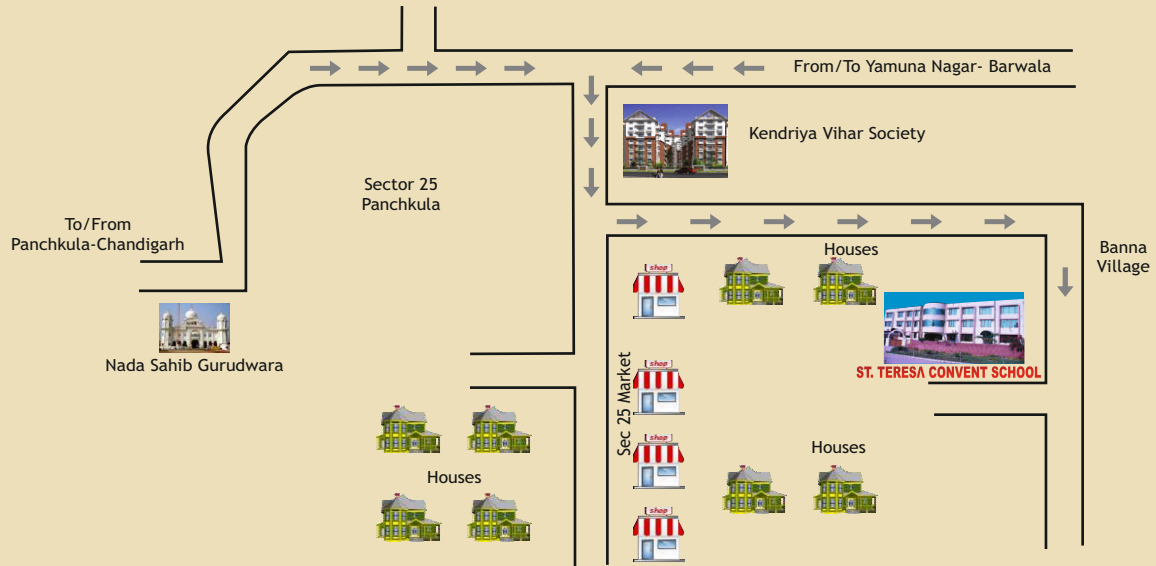 From/To Yamuna Nagar- Barwala
Kendriya Vihar Society
Sector 25
Panchkula
To/From
Panchkula-Chandigarh
Banna
Village
Houses
[ shop ]
Nada Sahib Gurudwara
ST. TERESA CONVENT SCHOOL
Sec 25 Market
[ shop ]
[ shop ]
Houses
Houses
[ shop ]